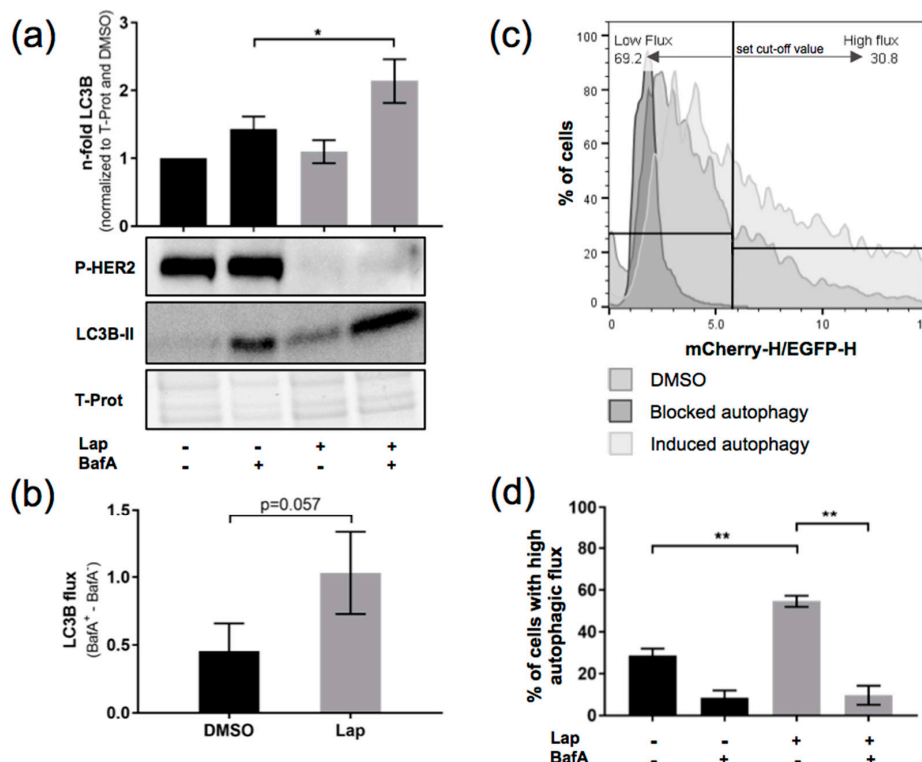 (a)
n-fold LC3B
(normalized to T-Prot and DMSO)
3
2
1
0
*
P-HER2
LC3B-II
T-Prot
Lap - - + +
BafA - + - +
(b)
LC3B flux
(BafA⁺ - BafA⁻)
1.5
1.0
0.5
0.0
p=0.057
DMSO Lap
(c)
% of cells
100
80
60
40
20
0
Low Flux set cut-off value High flux
69.2 30.8
0 5.0 10 15
mCherry-H/EGFP-H
DMSO
Blocked autophagy
Induced autophagy
(d)
% of cells with high
autophagic flux
100
80
60
40
20
0
** **
Lap - - + +
BafA - + - +